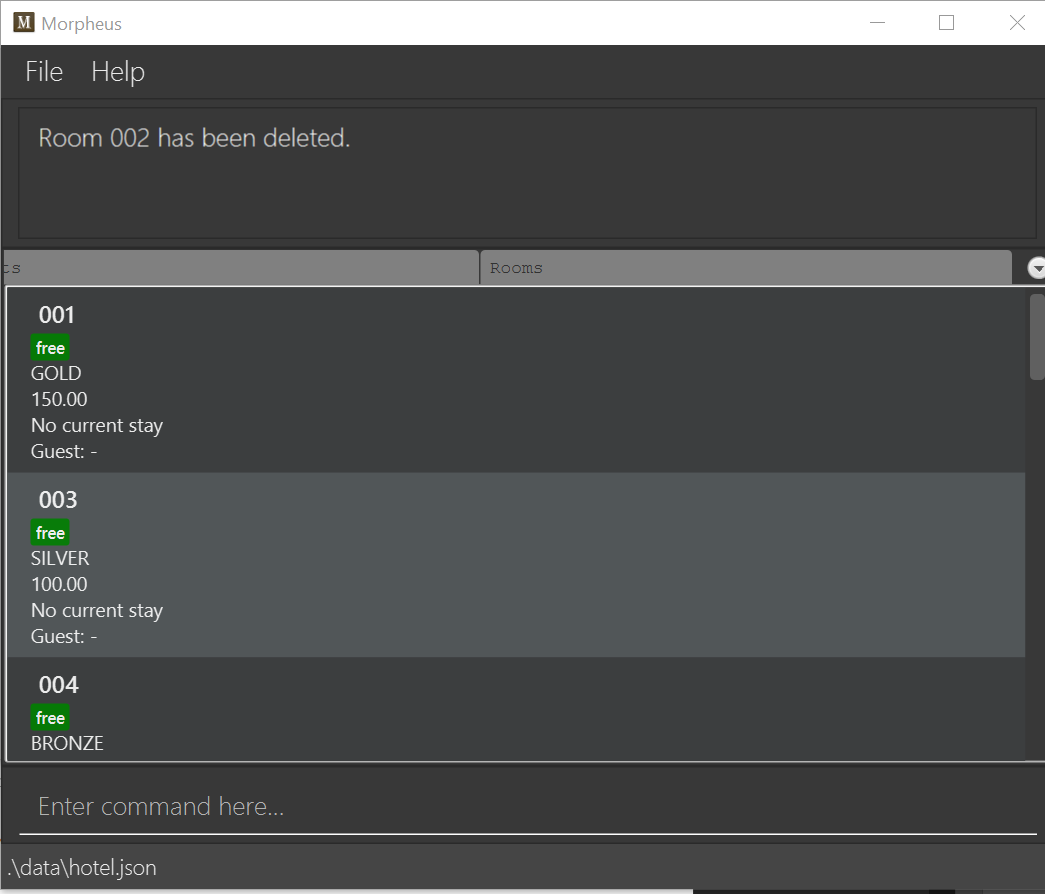 M Morpheus
File Help
Room 002 has been deleted.
ts Rooms
001
free
GOLD
150.00
No current stay
Guest: -
003
free
SILVER
100.00
No current stay
Guest: -
004
free
BRONZE
Enter command here...
.\data\hotel.json